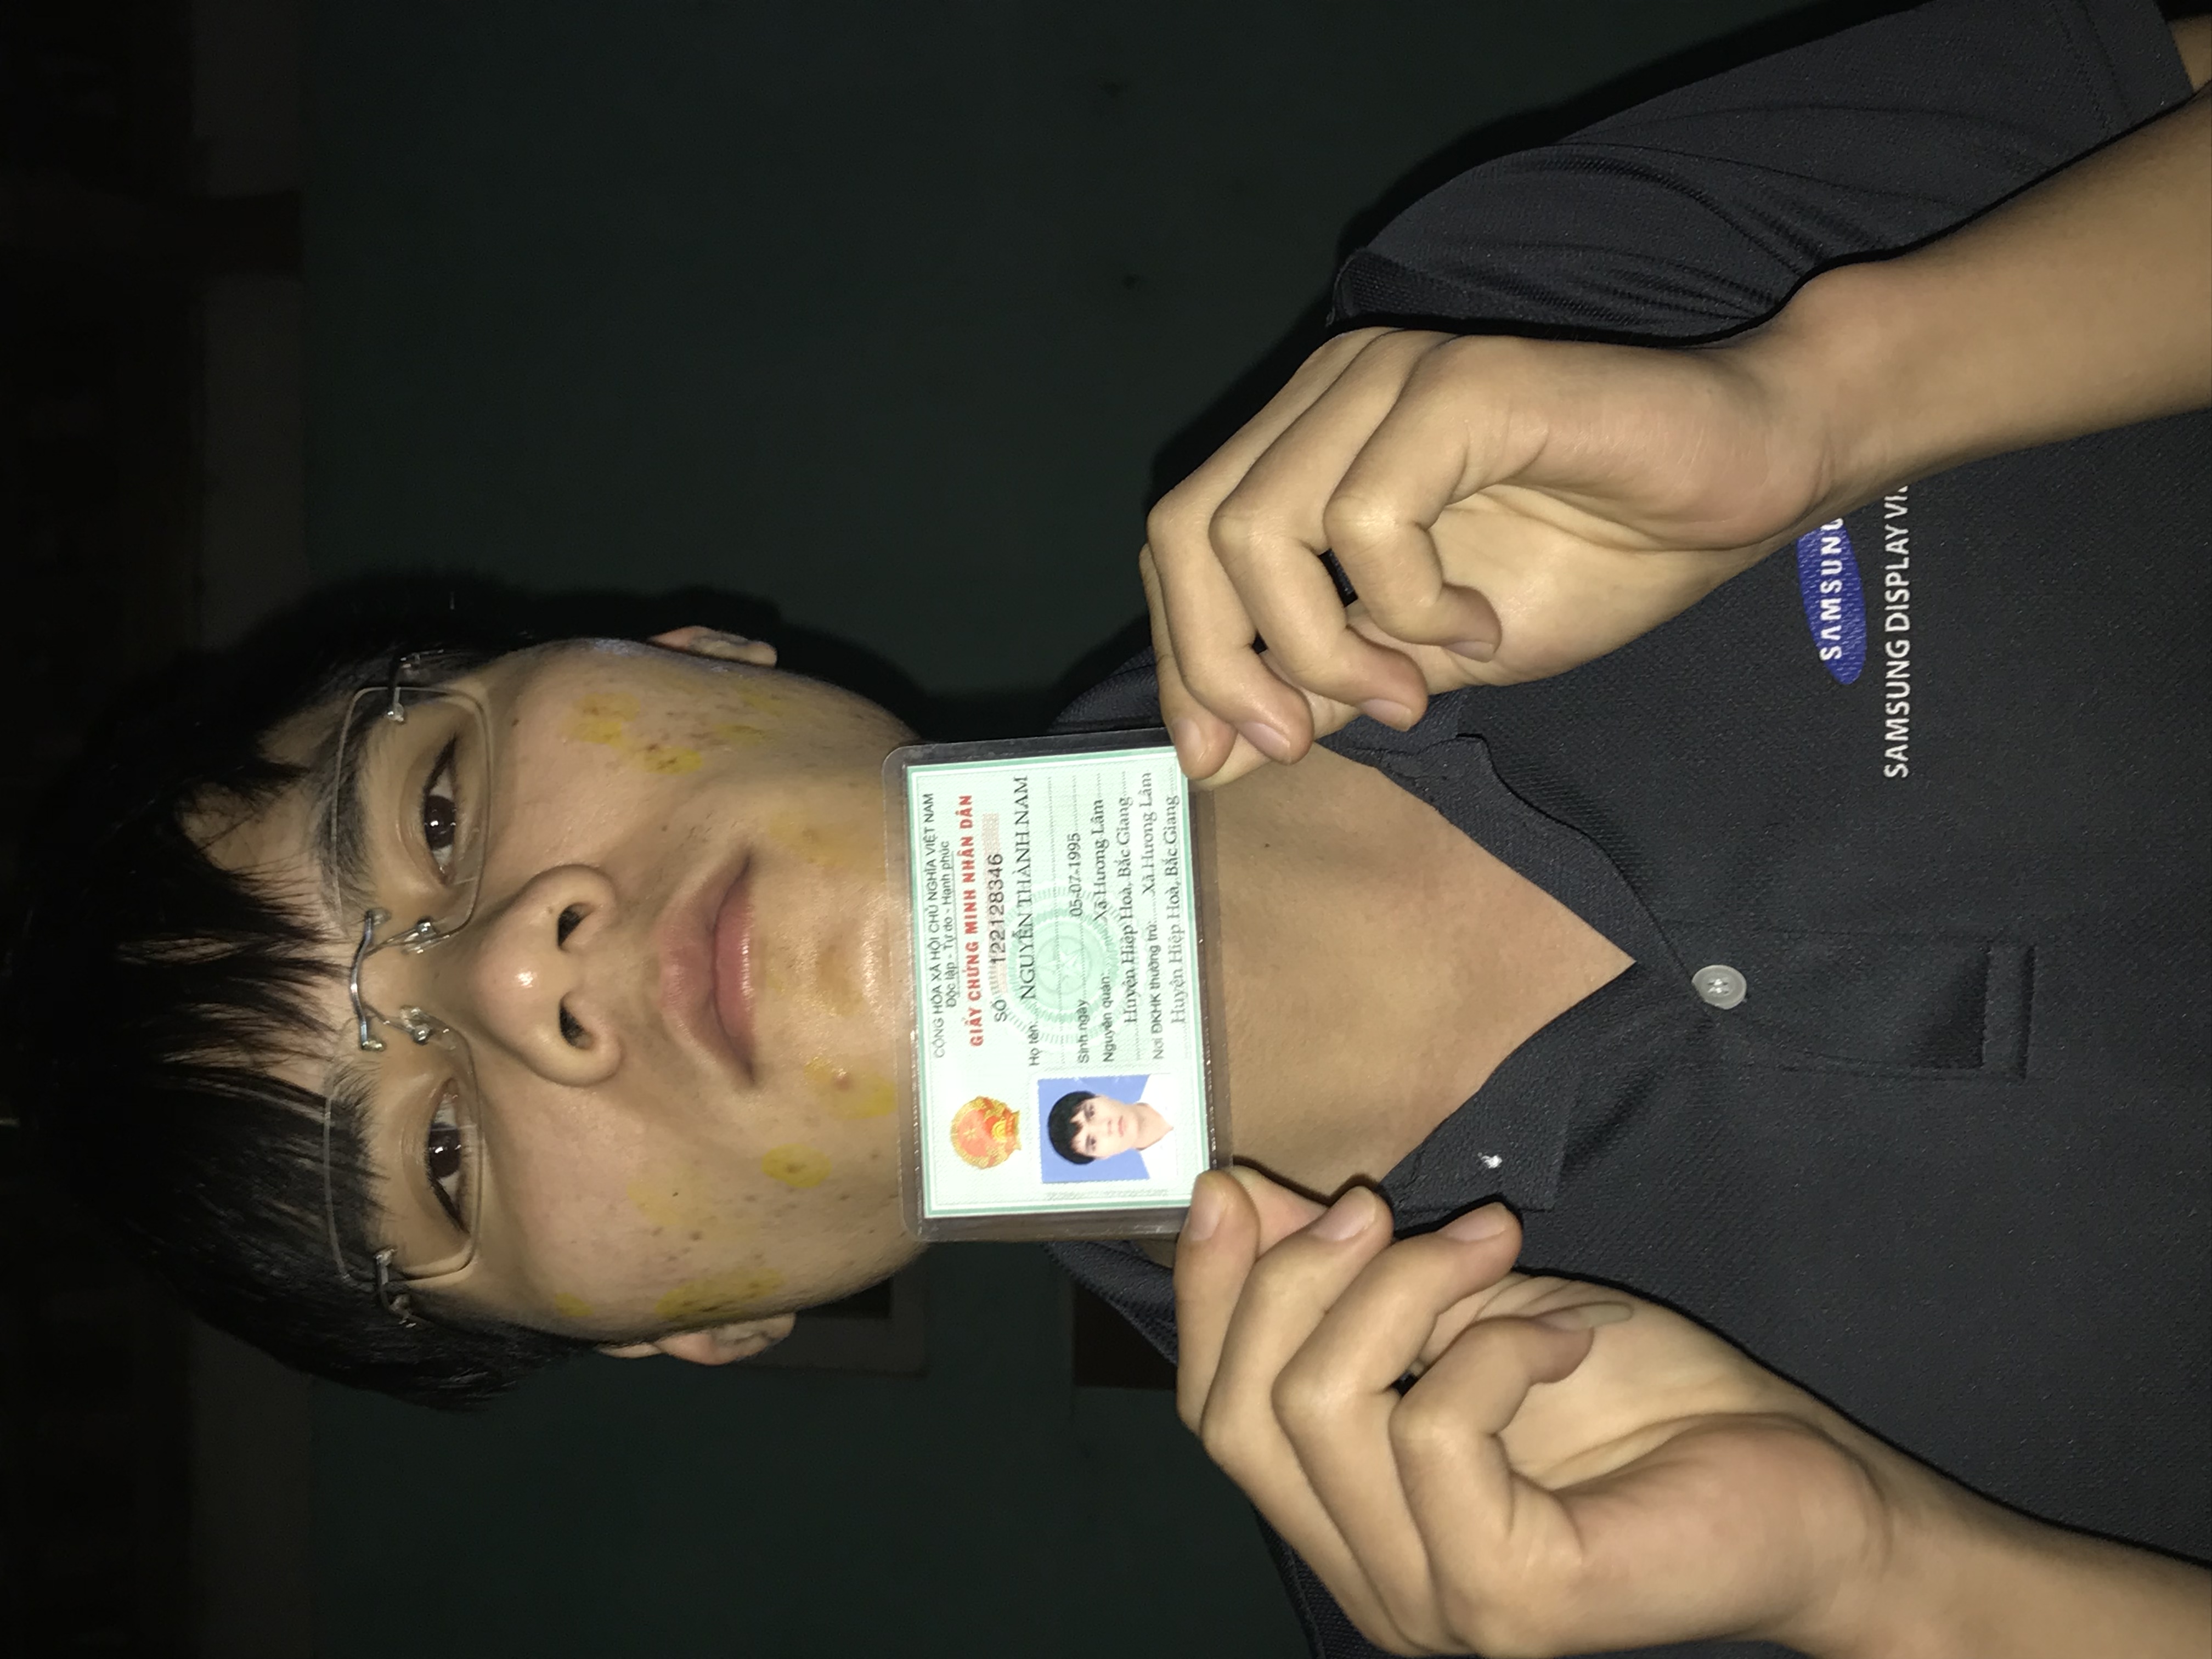 CỘNG HÒA XÃ HỘI CHỦ NGHĨA VIỆT NAM
Độc lập - Tự do - Hạnh phúc
GIẤY CHỨNG MINH NHÂN DÂN
SỐ 122128346
Họ tên: NGUYỄN THÀNH NAM
Sinh ngày 05-07-1995
Nguyên quán: Xã Hương Lâm
Huyện Hiệp Hoà, Bắc Giang
Nơi ĐKHK thường trú: Xã Hương Lâm
Huyện Hiệp Hoà, Bắc Giang
SAMSUNG
SAMSUNG DISPLAY